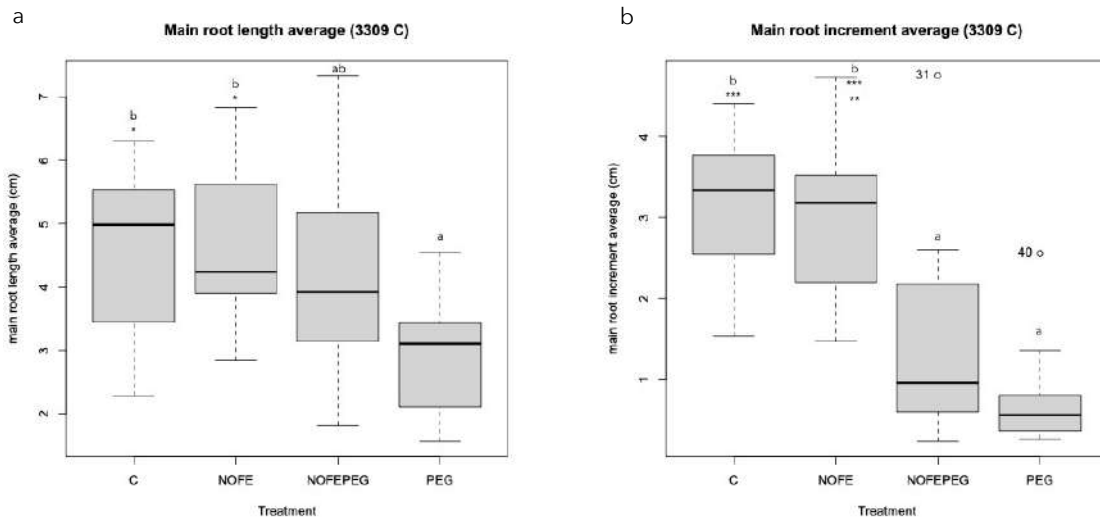 a
Main root length average (3309 C)
main root length average (cm)
7
6
5
4
3
2
b
*
b
*
ab
a
C
NOFE
NOFEPEG
PEG
Treatment
b
Main root increment average (3309 C)
main root increment average (cm)
4
3
2
1
b
***
b
***
**
31
a
40
a
C
NOFE
NOFEPEG
PEG
Treatment